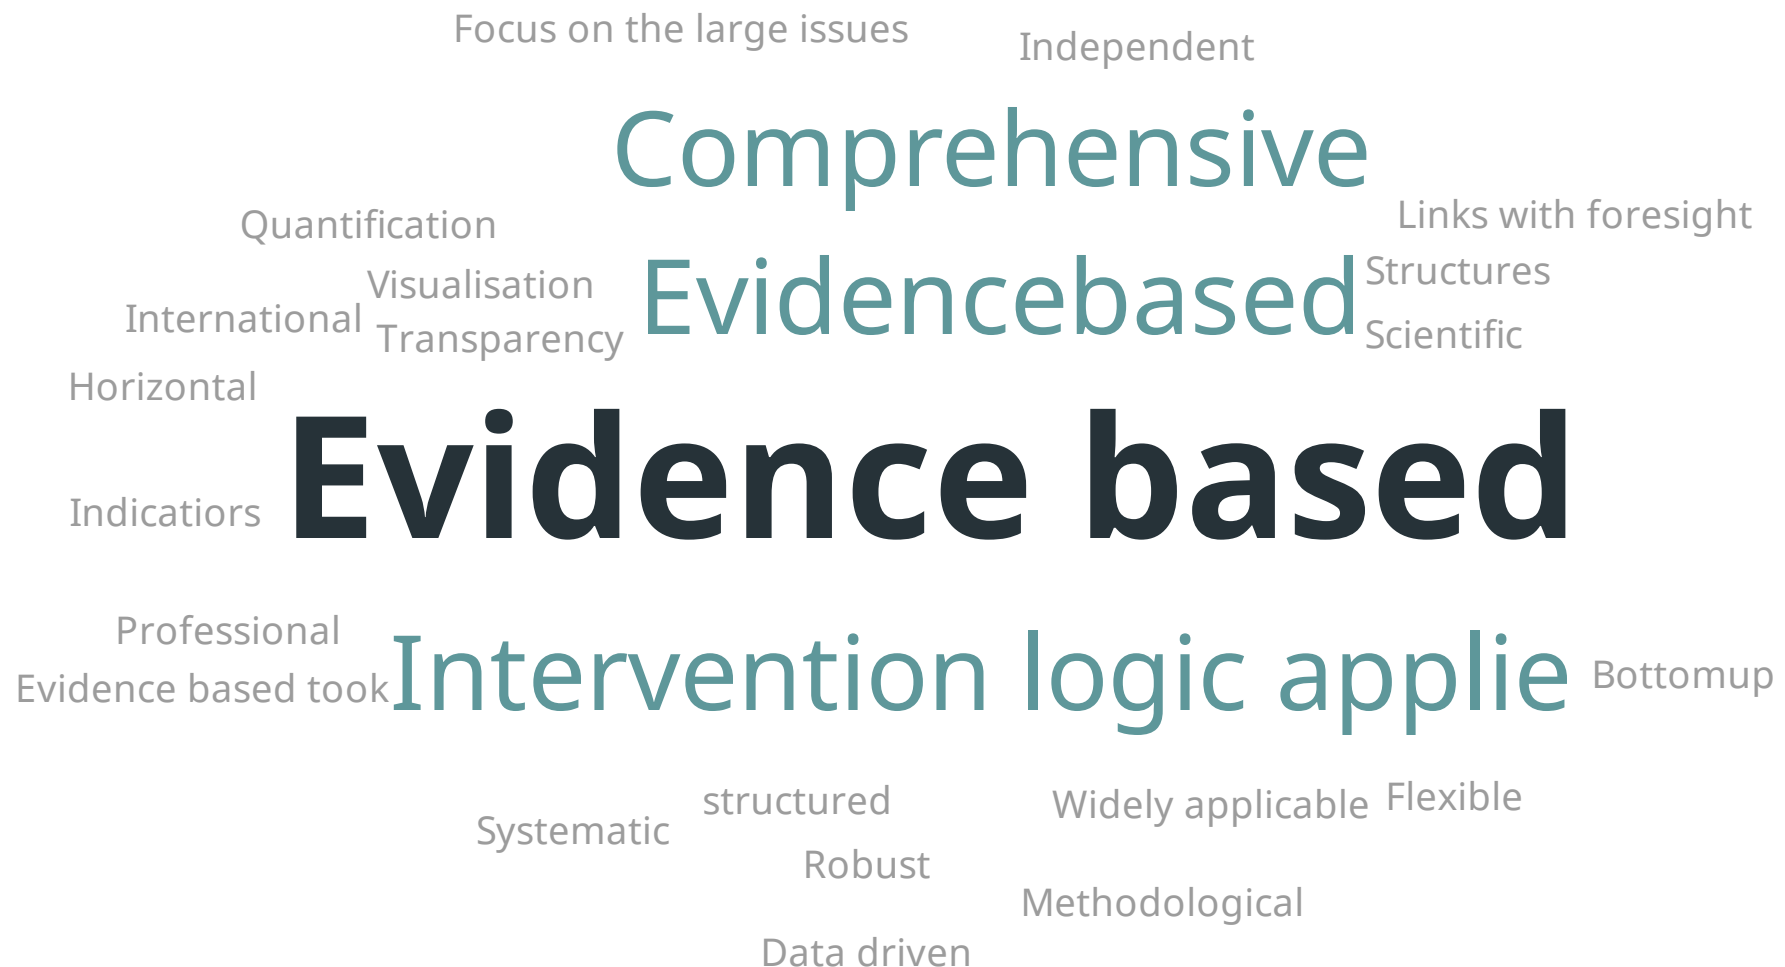 Focus on the large issues
Independent
Comprehensive
Quantification
Links with foresight
Visualisation
Evidencebased
Structures
International
Transparency
Scientific
Horizontal
Evidence based
Indicatiors
Professional
Evidence based took
Intervention logic applie
Bottomup
structured
Widely applicable
Flexible
Systematic
Robust
Methodological
Data driven